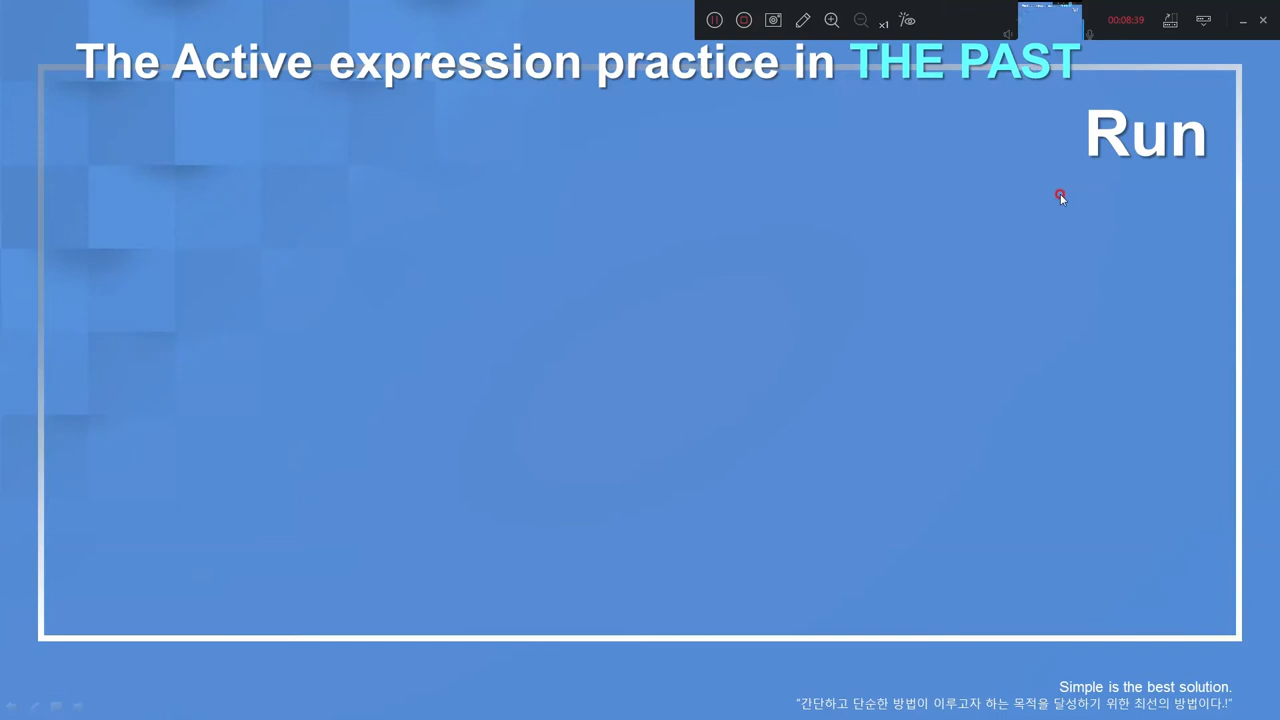 x1
00:08:39
The Active expression practice in THE PAST
Run
Simple is the best solution.
"간단하고 단순한 방법이 이루고자 하는 목적을 달성하기 위한 최선의 방법이다.!"